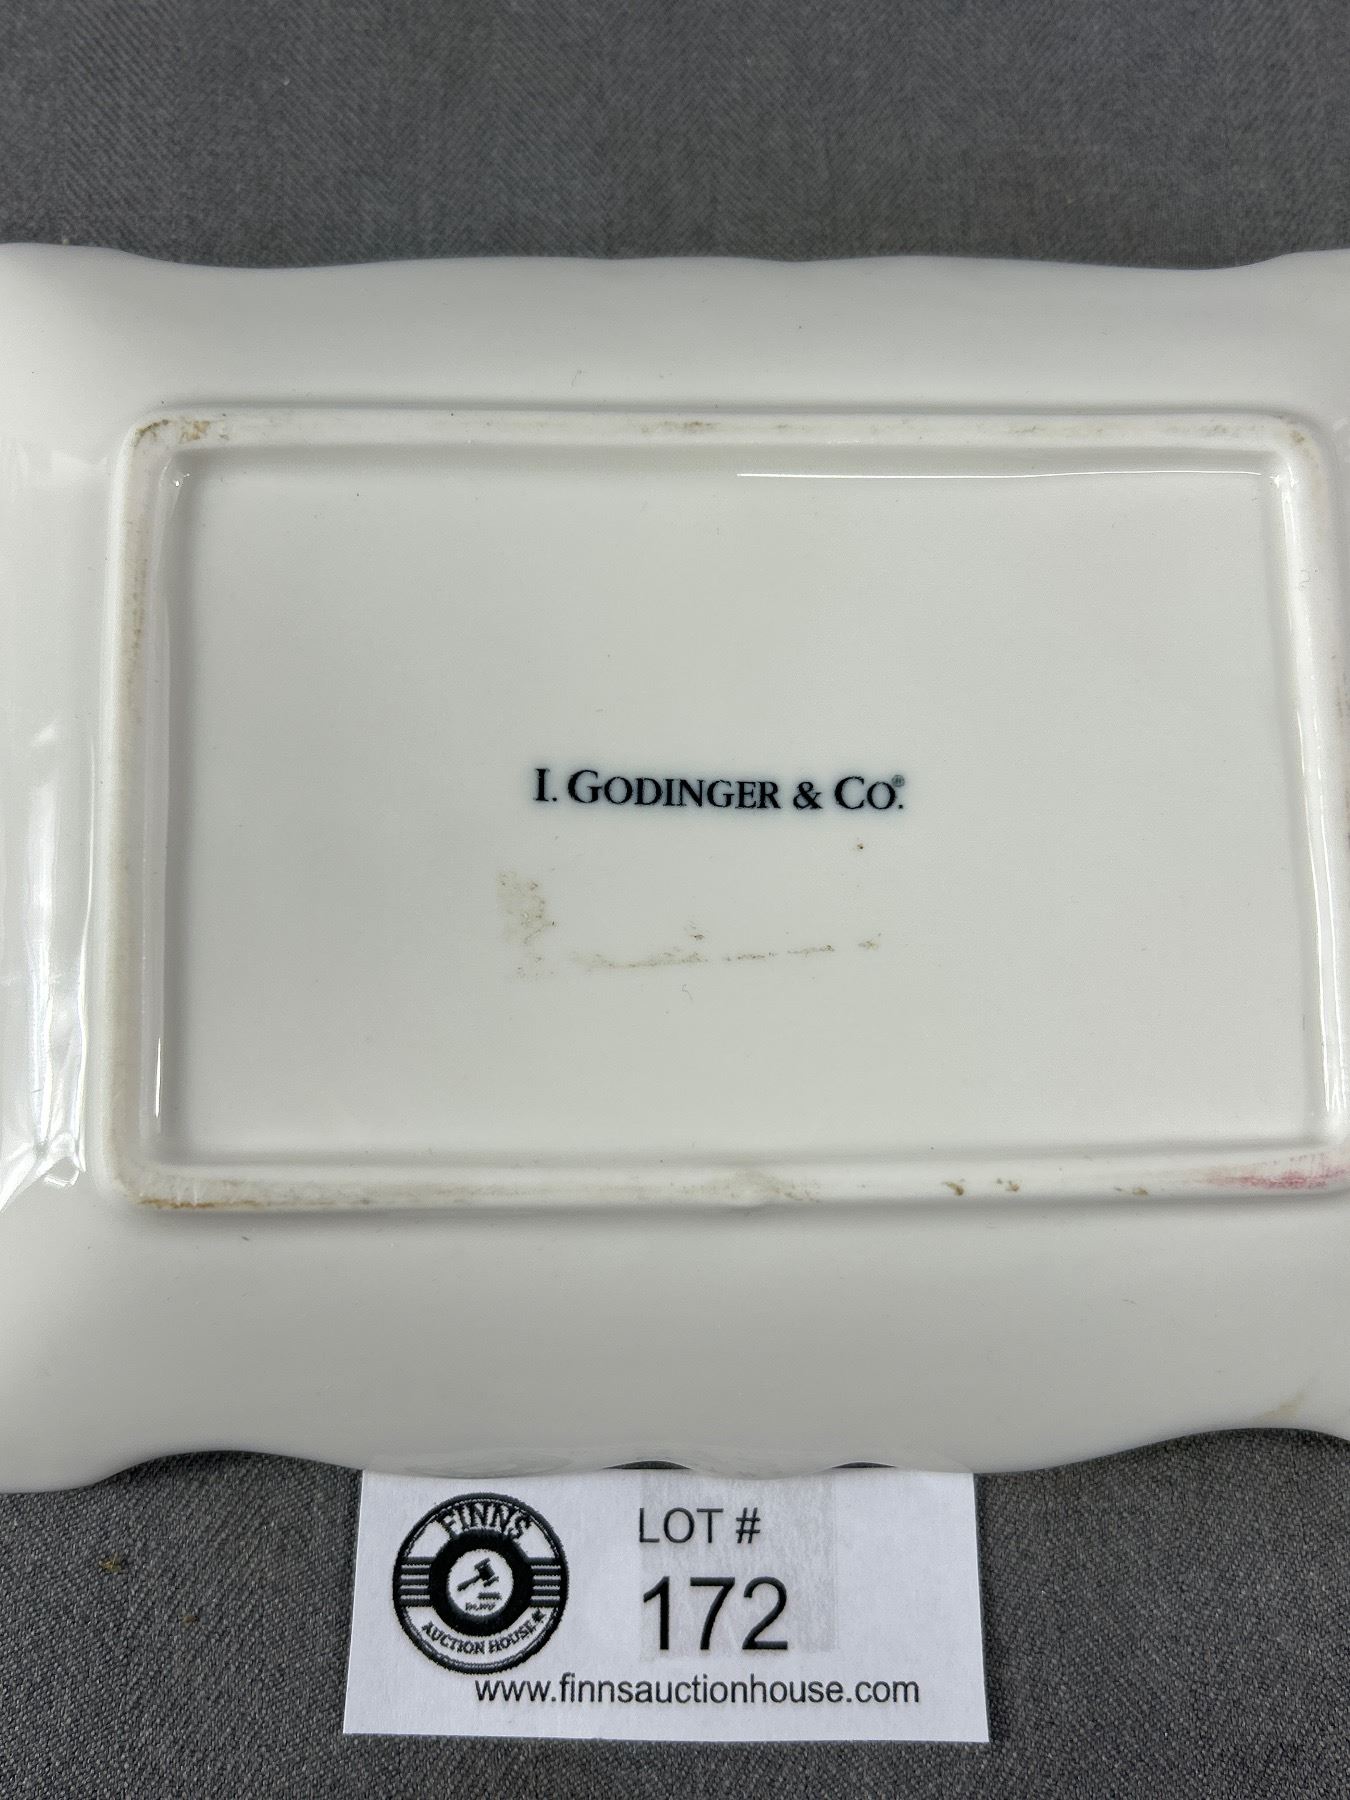 I. GODINGER & CO.®
FINNS
AUCTION HOUSE
LOT #
172
www.finnsauctionhouse.com